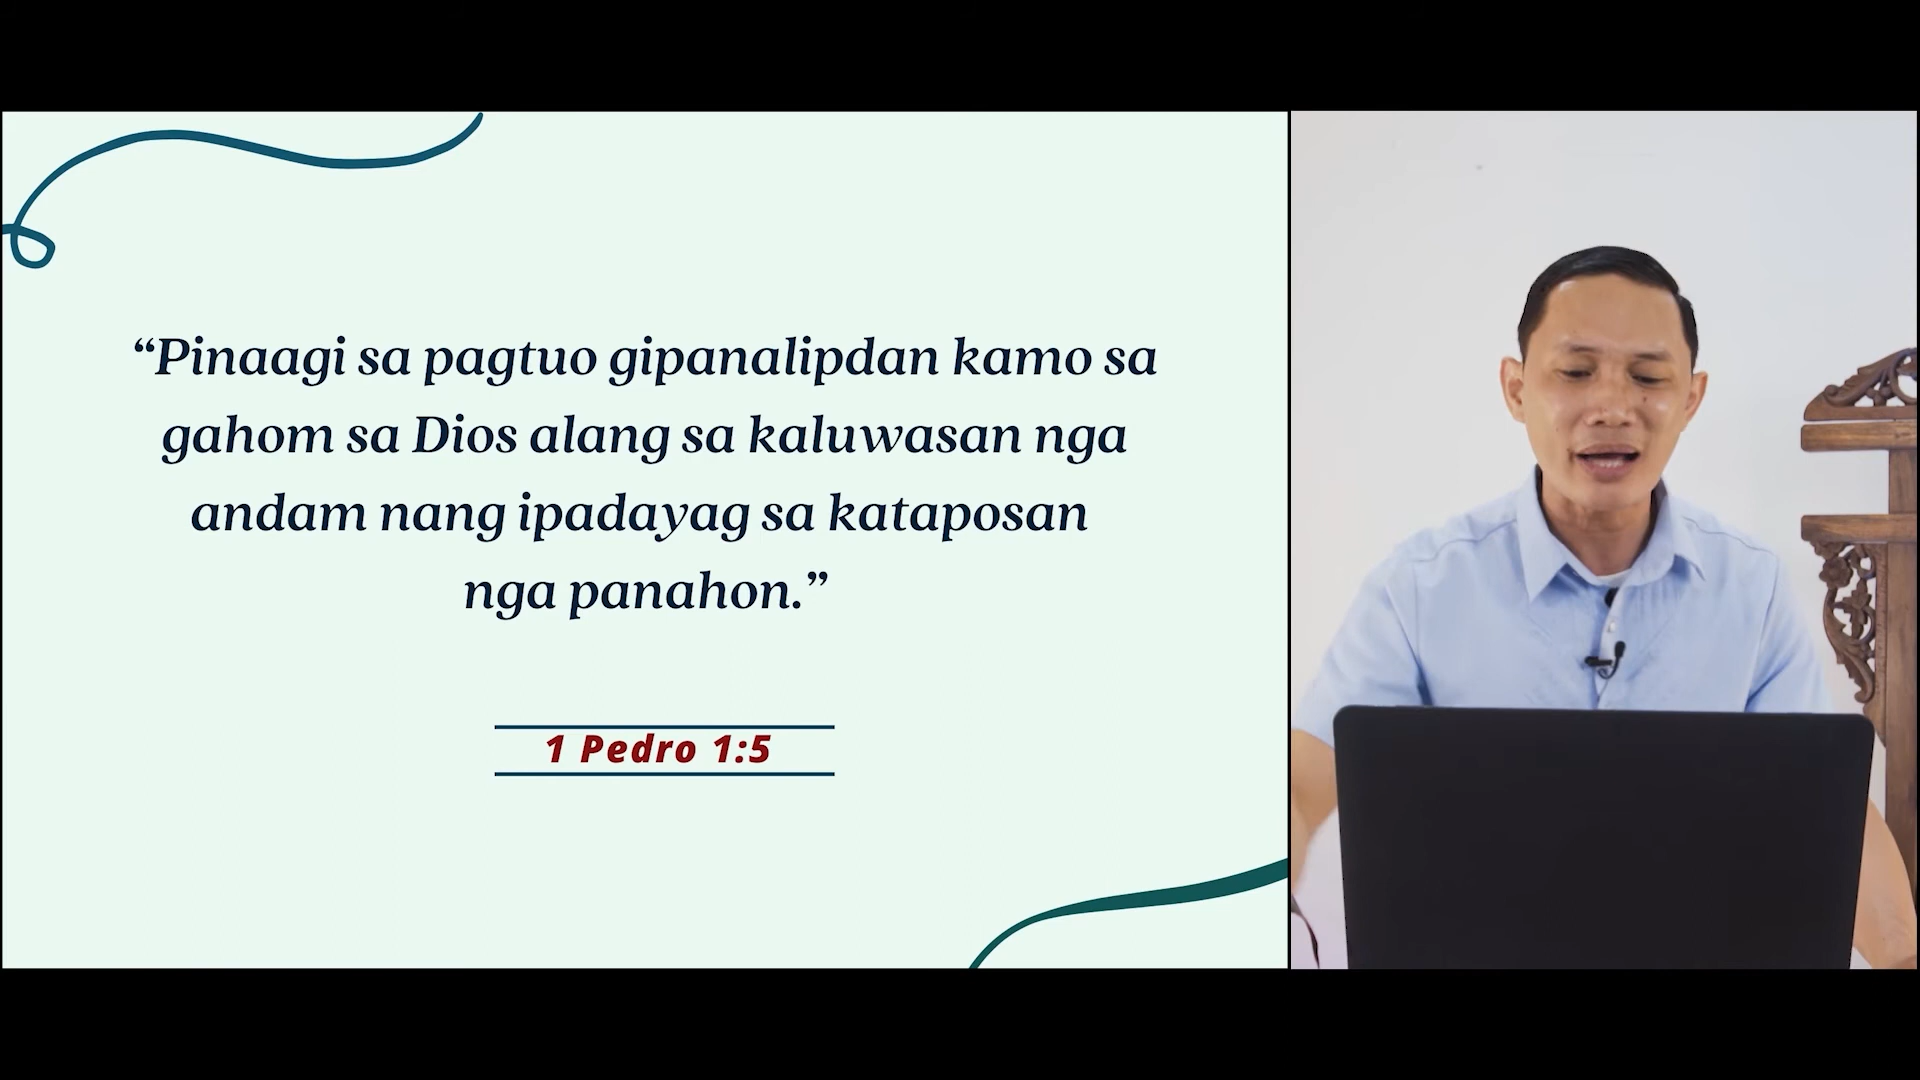 “Pinaagi sa pagtuo gipanalipdan kamo sa
gahom sa Dios alang sa kaluwasan nga
andam nang ipadayag sa kataposan
nga panahon.”
1 Pedro 1:5